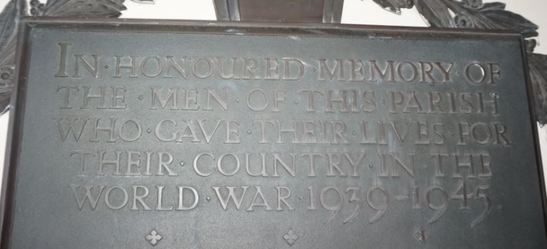 IN·HONOURED MEMORY·OF
THE·MEN·OF·THIS·PARISH
WHO·GAVE·THEIR·LIVES·FOR
THEIR·COUNTRY·IN·THE
WORLD·WAR·1939-1945·